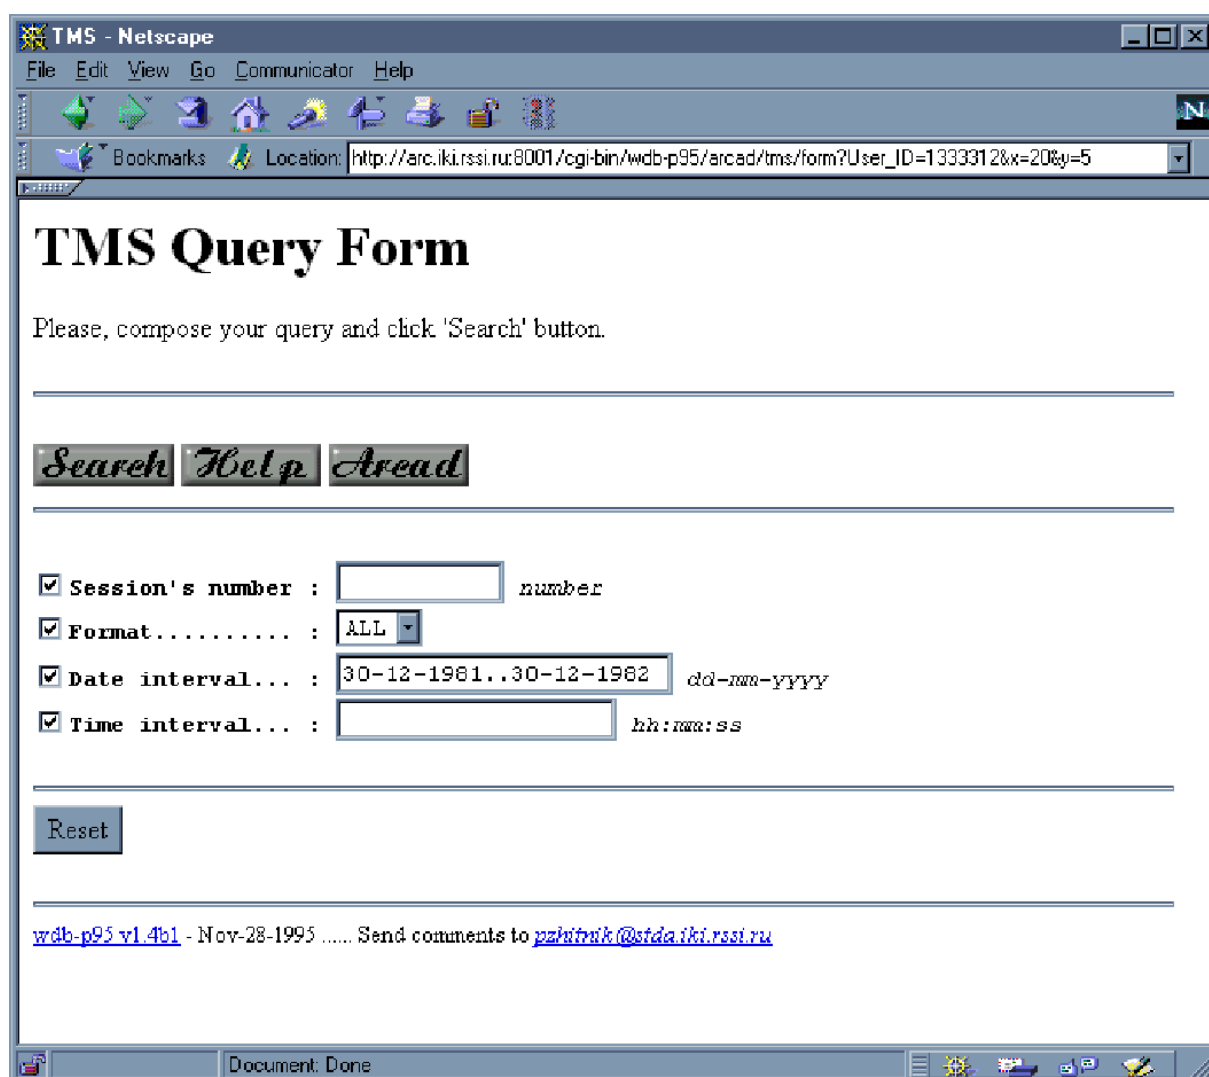 TMS - Netscape
File Edit View Go Communicator Help
N
Bookmarks Location: http://arc.iki.rssi.ru:8001/cgi-bin/wdb-p95/arcad/tms/form?User_ID=1333312&x=20&y=5
TMS Query Form
Please, compose your query and click 'Search' button.
Search Help Arcad
Session's number : number
Format.......... : ALL
Date interval... : 30-12-1981..30-12-1982 dd-mm-yyyy
Time interval... : hh:mm:ss
Reset
wdb-p95 v1.4b1 - Nov-28-1995 ...... Send comments to pzhitnik@stda.iki.rssi.ru
Document: Done